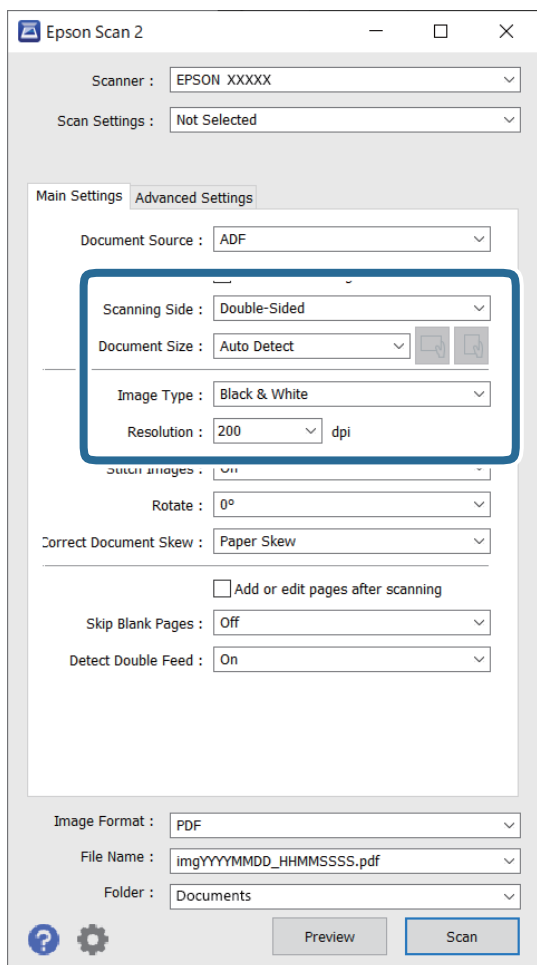 Epson Scan 2
Scanner : EPSON XXXXX
Scan Settings : Not Selected
Main Settings Advanced Settings
Document Source : ADF
Scanning Side : Double-Sided
Document Size : Auto Detect
Image Type : Black & White
Resolution : 200 dpi
Stitch Images : Off
Rotate : 0°
Correct Document Skew : Paper Skew
Add or edit pages after scanning
Skip Blank Pages : Off
Detect Double Feed : On
Image Format : PDF
File Name : imgYYYYMMDD_HHMMSSSS.pdf
Folder : Documents
? Preview Scan